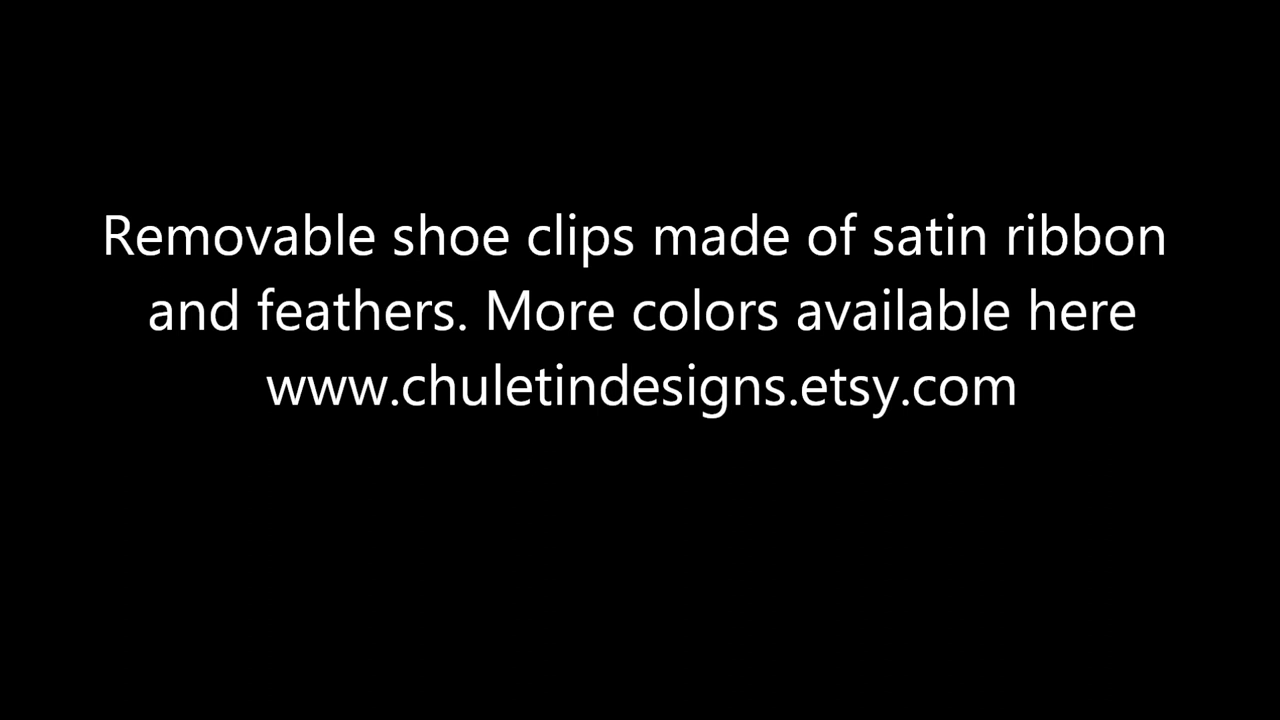 Removable shoe clips made of satin ribbon
and feathers. More colors available here
www.chuletindesigns.etsy.com